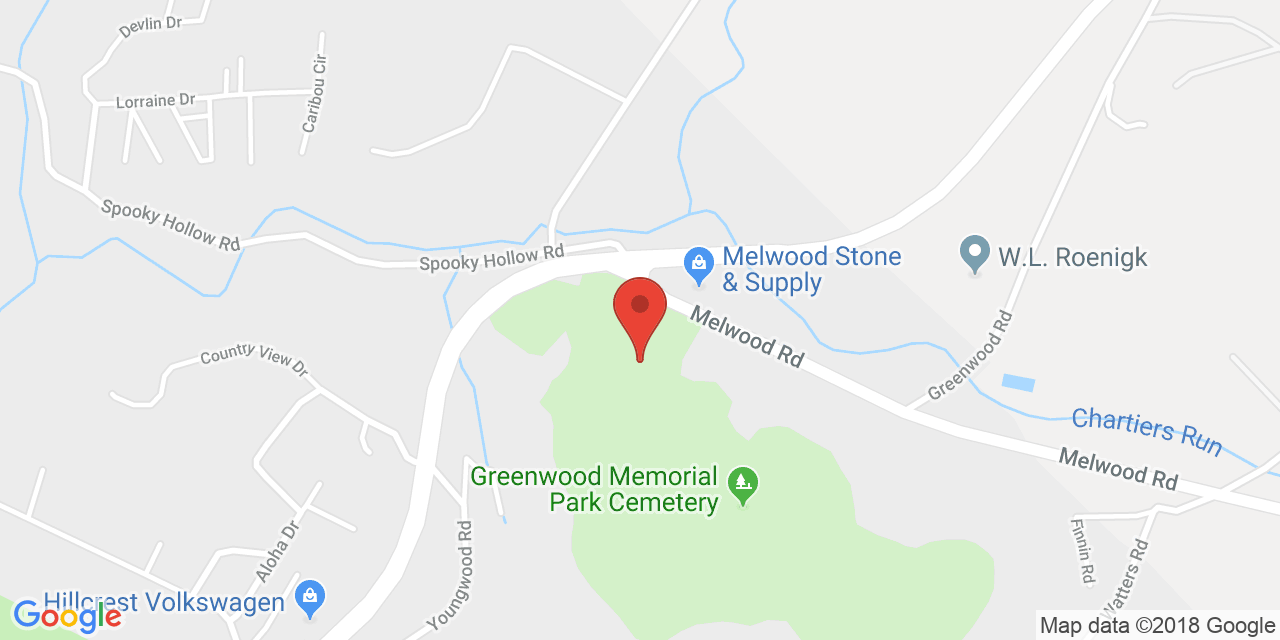 Devlin Dr
Lorraine Dr
Caribou Cir
Spooky Hollow Rd
Spooky Hollow Rd
Melwood Stone
& Supply
W.L. Roenigk
Melwood Rd
Greenwood Rd
Country View Dr
Chartiers Run
Melwood Rd
Greenwood Memorial
Park Cemetery
Aloha Dr
Youngwood Rd
Finnin Rd
Watters Rd
Hillcrest Volkswagen
Google
Map data ©2018 Google